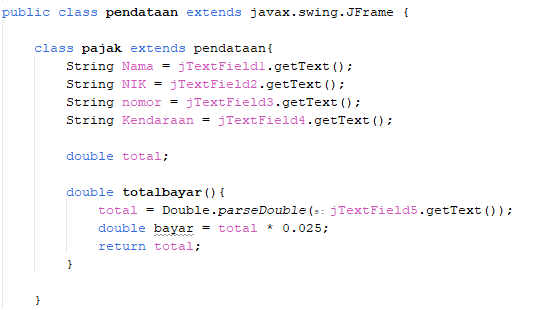 public class pendataan extends javax.swing.JFrame {
class pajak extends pendataan{
String Nama = jTextField1.getText();
String NIK = jTextField2.getText();
String nomor = jTextField3.getText();
String Kendaraan = jTextField4.getText();
double total;
double totalbayar(){
total = Double.parseDouble(s: jTextField5.getText());
double bayar = total * 0.025;
return total;
}
}